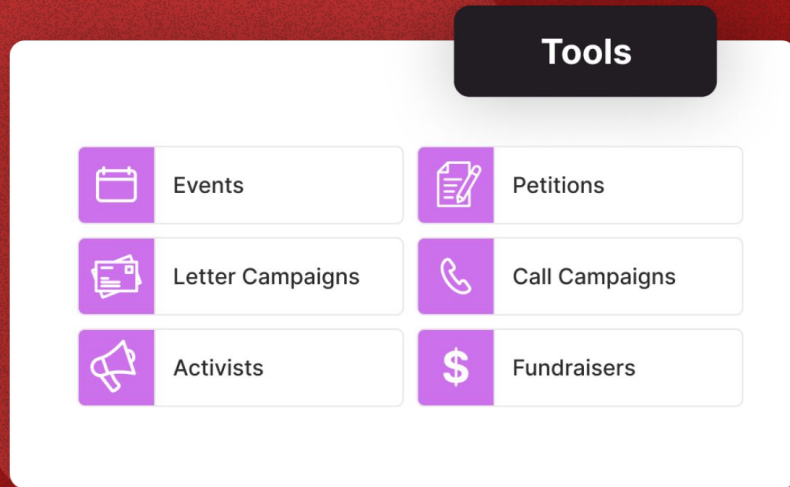 Tools
Events
Petitions
Letter Campaigns
Call Campaigns
Activists
$
Fundraisers